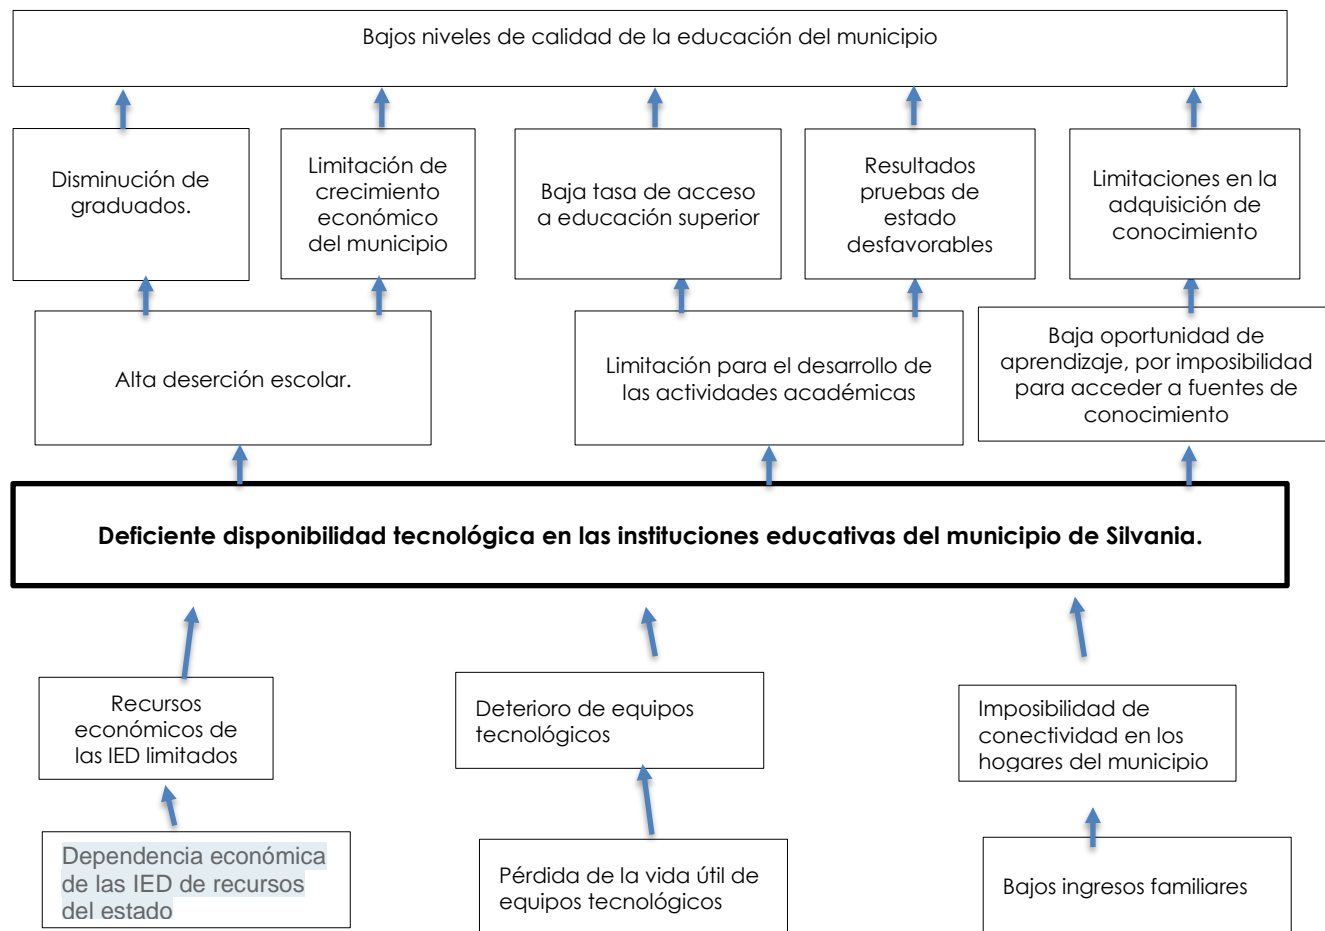 Bajos niveles de calidad de la educación del municipio
Disminución de
graduados.
Limitación de
crecimiento
económico
del municipio
Baja tasa de acceso
a educación superior
Resultados
pruebas de
estado
desfavorables
Limitaciones en la
adquisición de
conocimiento
Alta deserción escolar.
Limitación para el desarrollo de
las actividades académicas
Baja oportunidad de
aprendizaje, por imposibilidad
para acceder a fuentes de
conocimiento
Deficiente disponibilidad tecnológica en las instituciones educativas del municipio de Silvania.
Recursos
económicos de
las IED limitados
Deterioro de equipos
tecnológicos
Imposibilidad de
conectividad en los
hogares del municipio
Dependencia económica
de las IED de recursos
del estado
Pérdida de la vida útil de
equipos tecnológicos
Bajos ingresos familiares